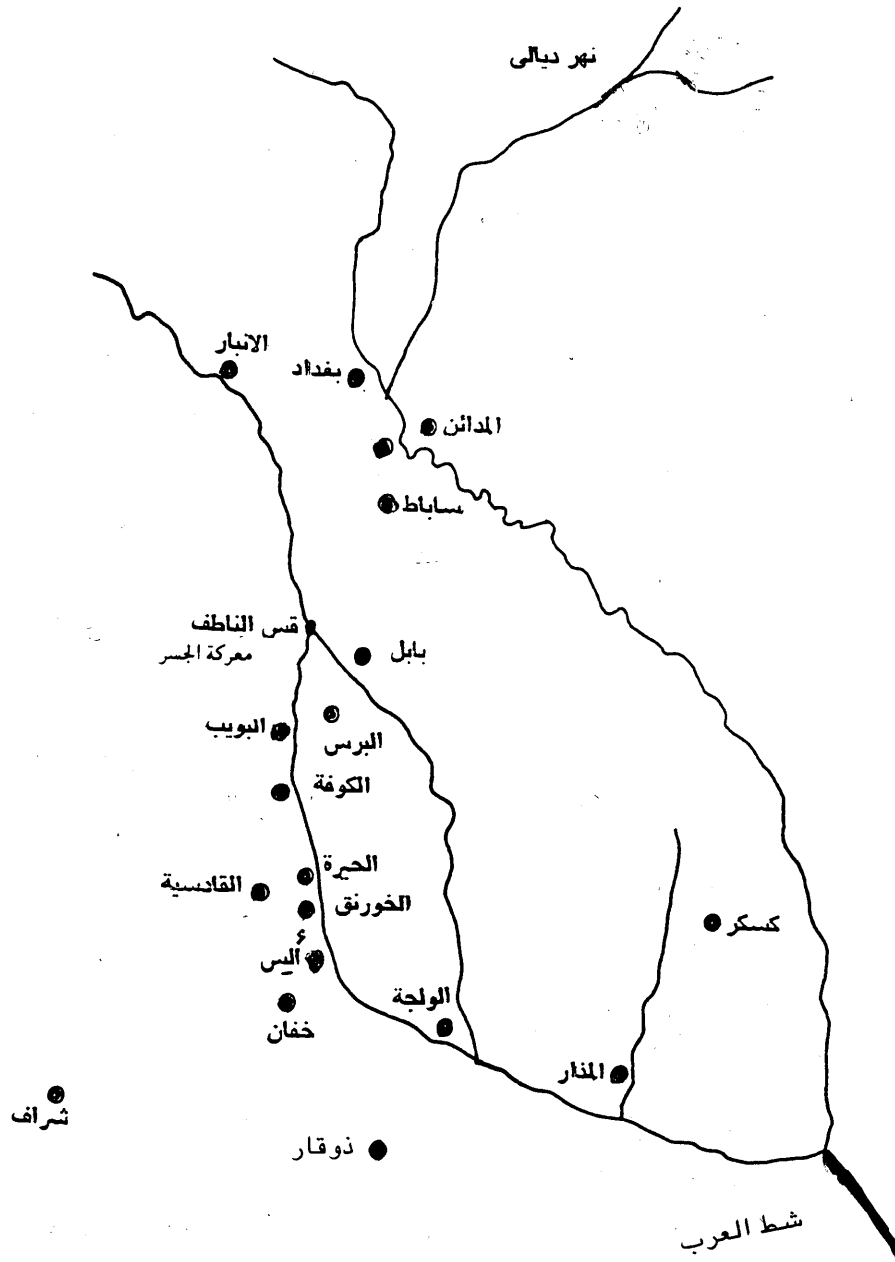 نهر ديالى
الانبار
بغداد
المدائن
ساباط
قس الناطف
معركة الجسر
بابل
البويب
البرس
الكوفة
الحيرة
القادسية
الخورنق
أليس
الولجة
خفان
كسكر
المذار
شراف
ذوقار
شط العرب